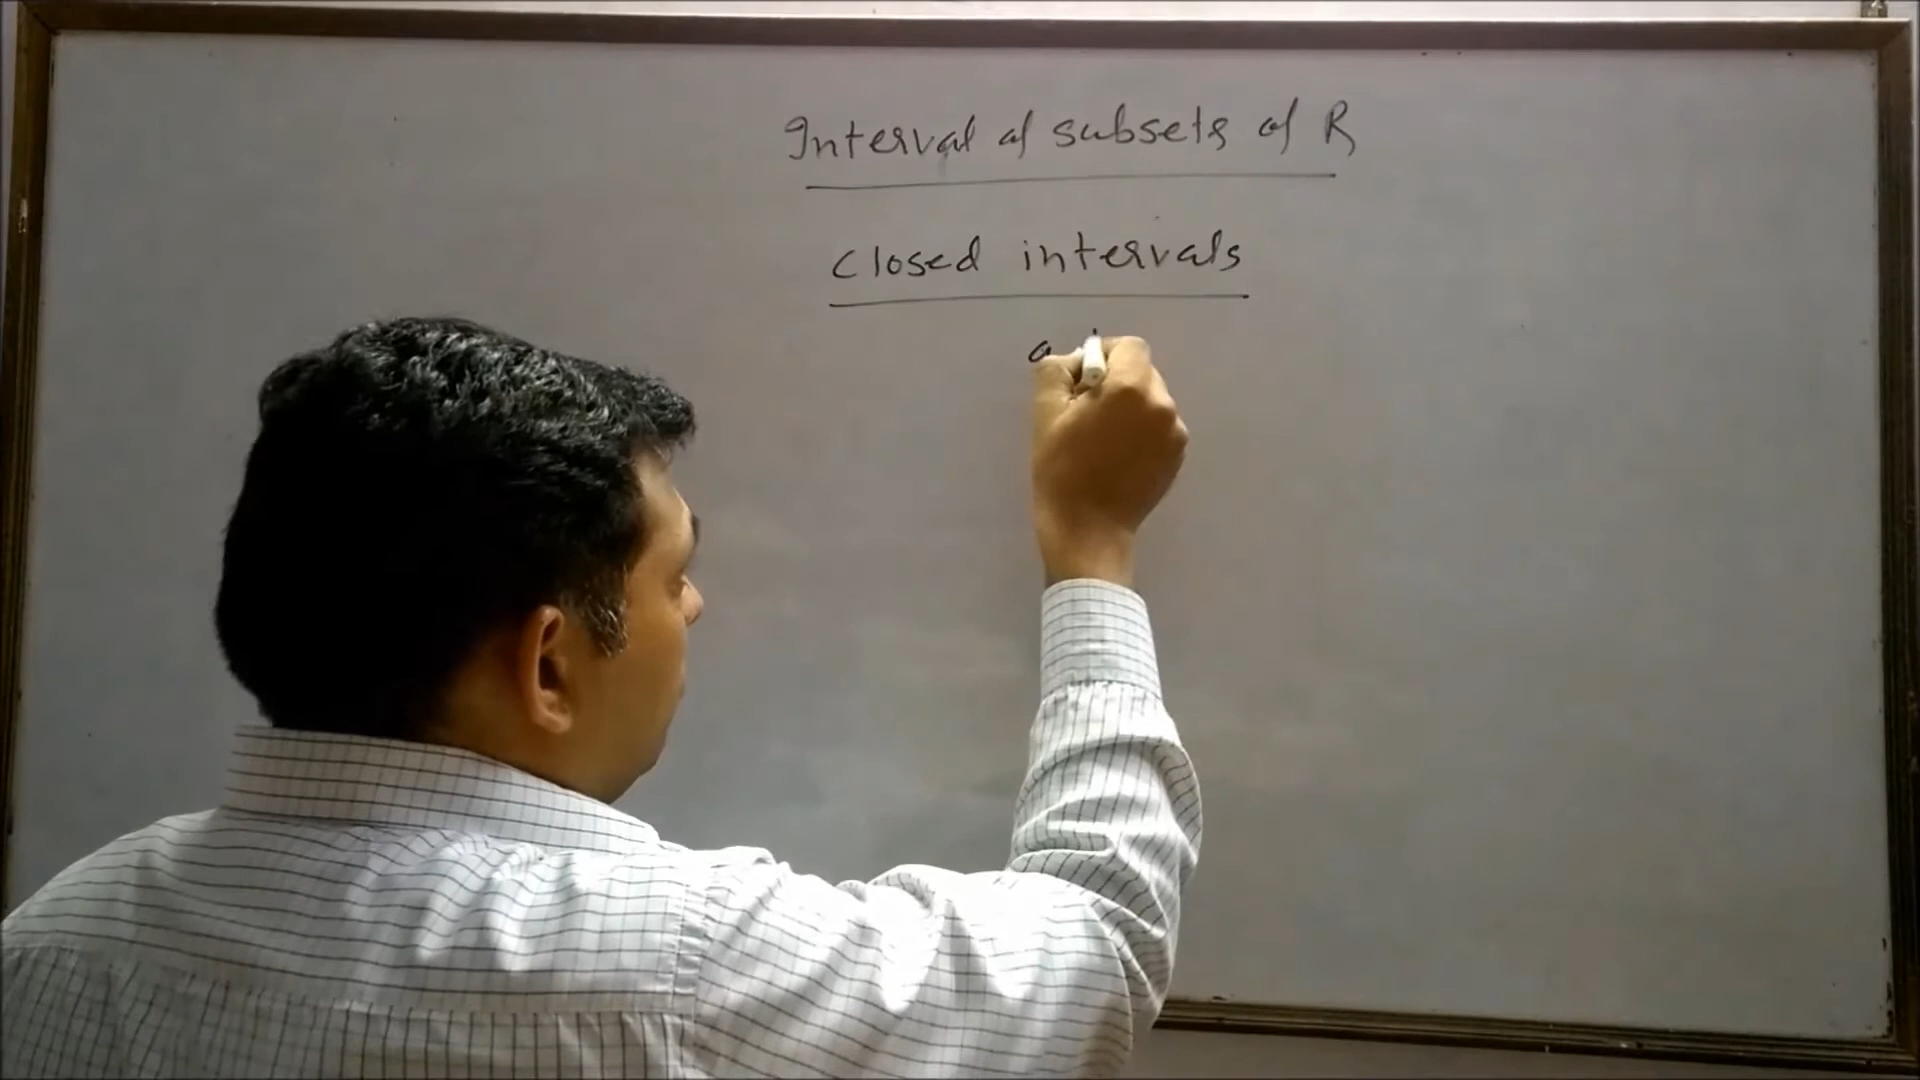 Interval of subsets of R
closed intervals
a